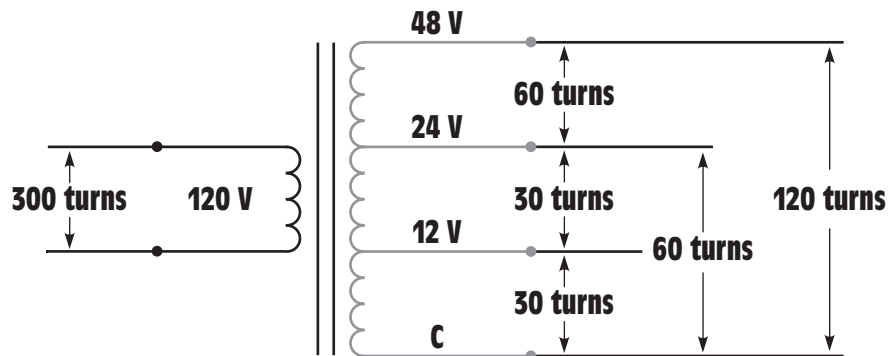 48 V
60 turns
24 V
300 turns
120 V
30 turns
120 turns
12 V
60 turns
30 turns
C